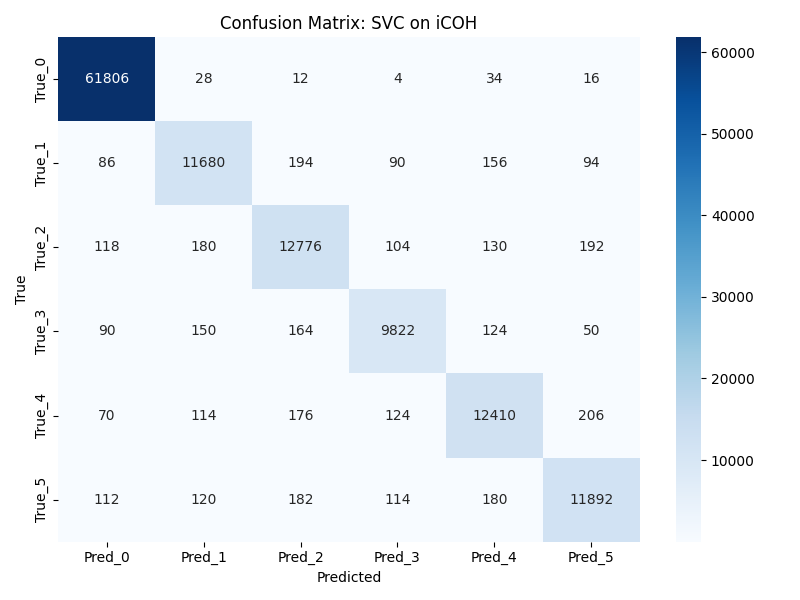 Confusion Matrix: SVC on iCOH
True_0 61806 28 12 4 34 16
True_1 86 11680 194 90 156 94
True_2 118 180 12776 104 130 192
True_3 90 150 164 9822 124 50
True_4 70 114 176 124 12410 206
True_5 112 120 182 114 180 11892
Pred_0 Pred_1 Pred_2 Pred_3 Pred_4 Pred_5
Predicted
True
60000
50000
40000
30000
20000
10000